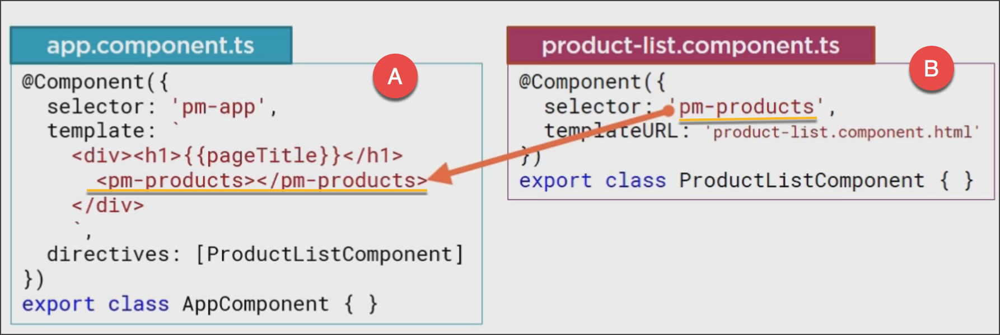 app.component.ts
A
@Component({
selector: 'pm-app',
template: `
<div><h1>{{pageTitle}}</h1>
<pm-products></pm-products>
</div>
`,
directives: [ProductListComponent]
})
export class AppComponent { }
product-list.component.ts
B
@Component({
selector: 'pm-products',
templateURL: 'product-list.component.html'
})
export class ProductListComponent { }